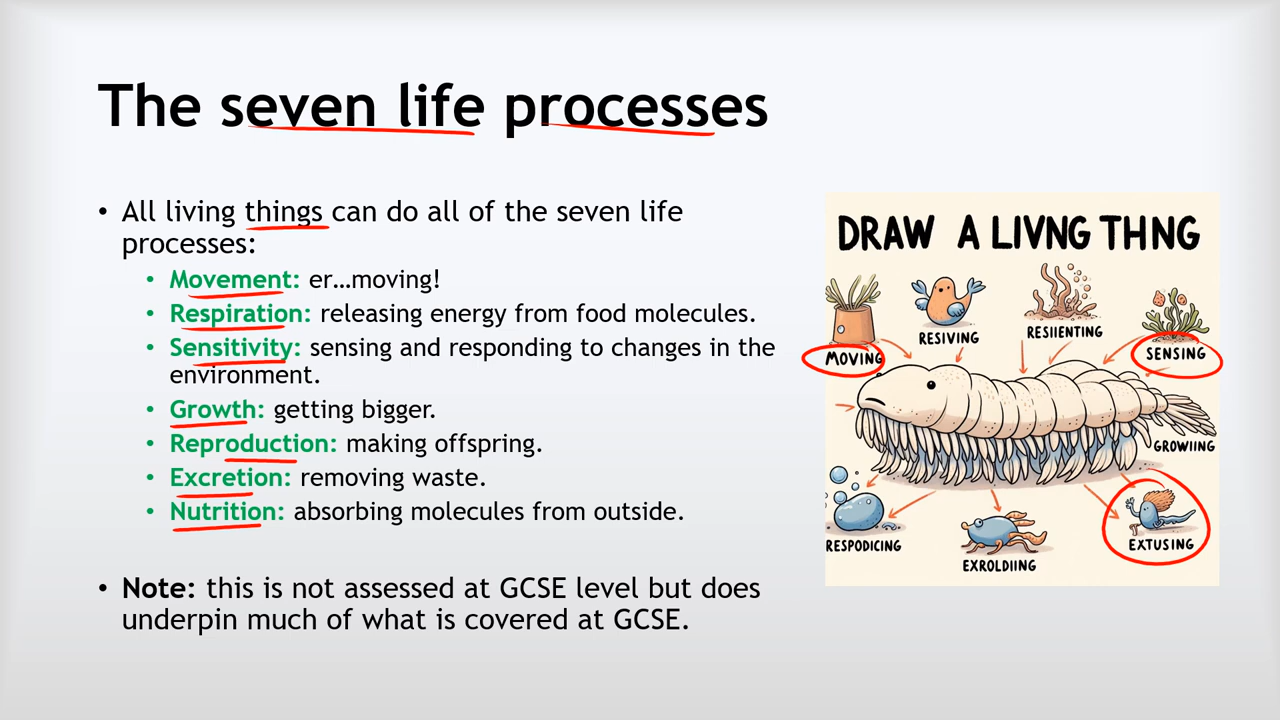 The seven life processes
• All living things can do all of the seven life
processes:
• Movement: er…moving!
• Respiration: releasing energy from food molecules.
• Sensitivity: sensing and responding to changes in the
environment.
• Growth: getting bigger.
• Reproduction: making offspring.
• Excretion: removing waste.
• Nutrition: absorbing molecules from outside.
• Note: this is not assessed at GCSE level but does
underpin much of what is covered at GCSE.
DRAW A LIVNG THNG
MOVING
RESIVING
RESIIENTING
SENSING
GROWIING
RESPODICING
EXROLDIING
EXTUSING